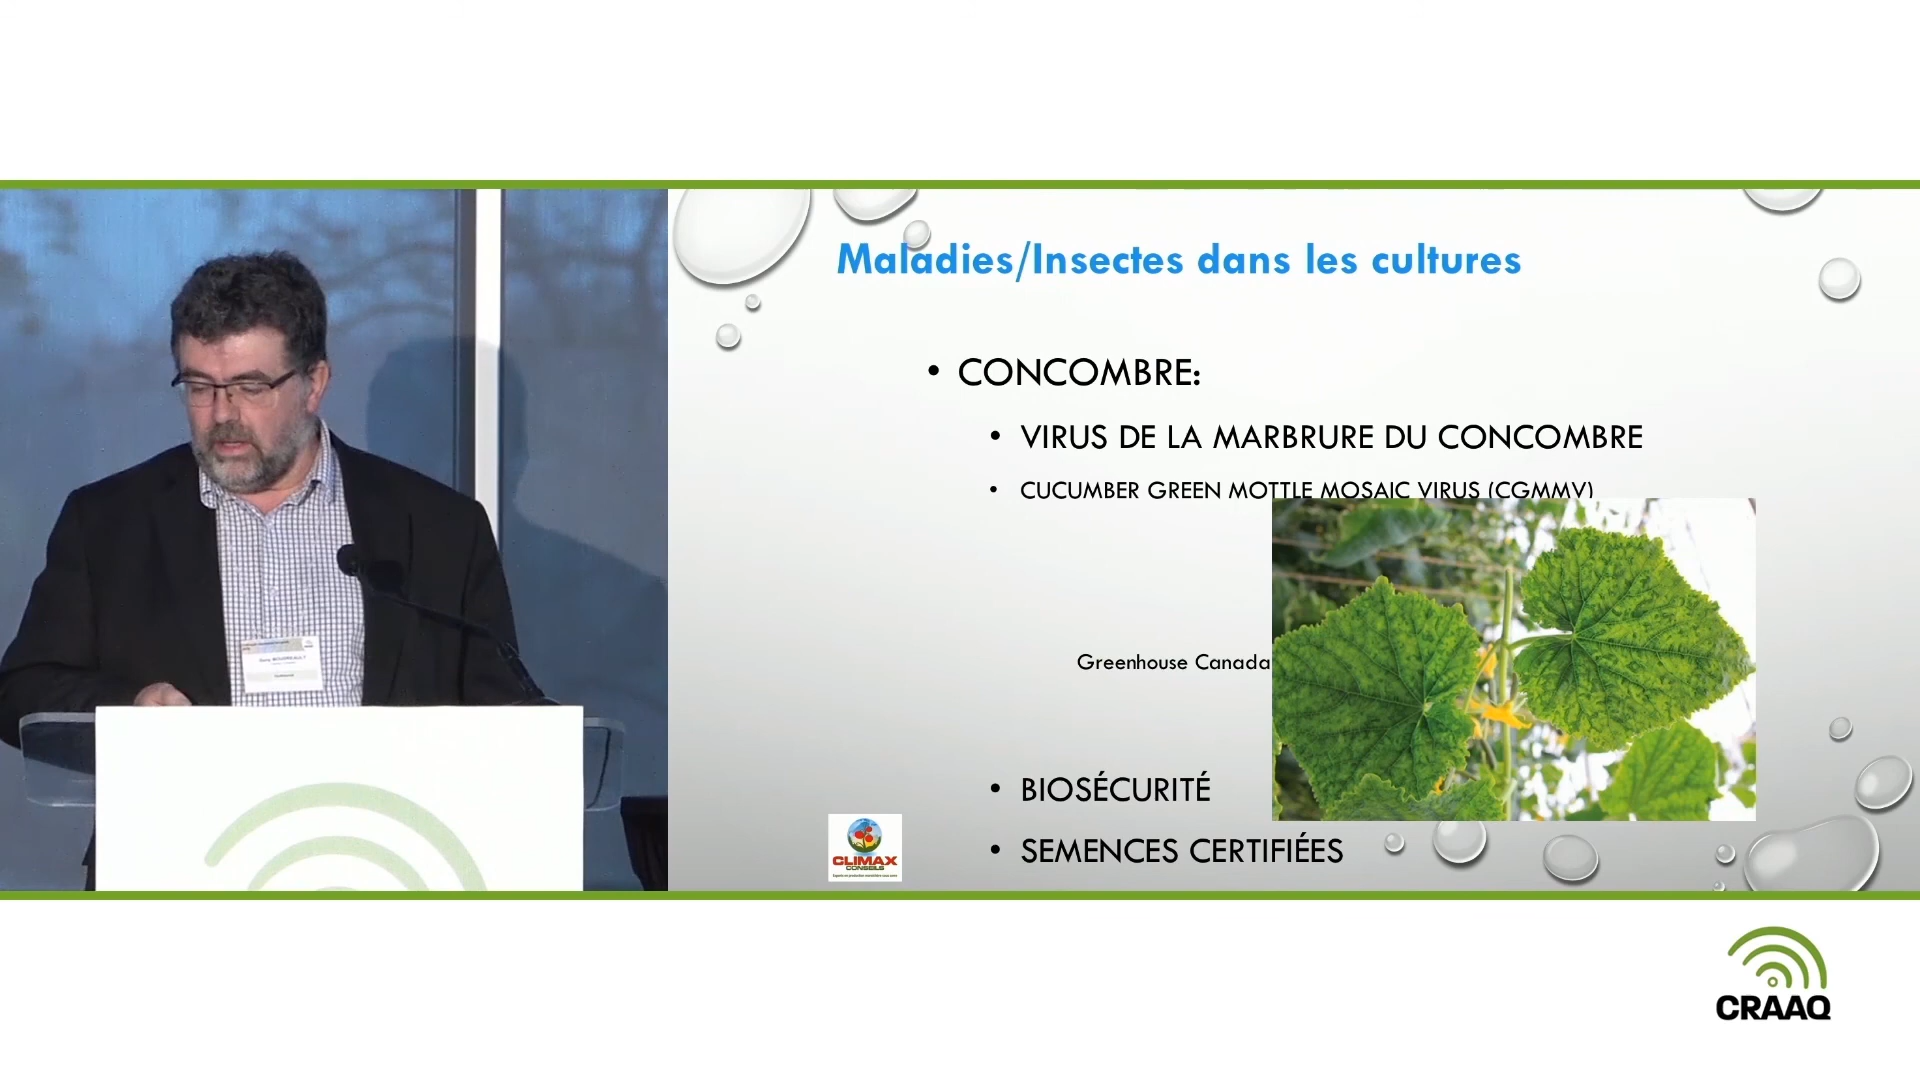 Maladies/Insectes dans les cultures
• CONCOMBRE:
• VIRUS DE LA MARBRURE DU CONCOMBRE
• CUCUMBER GREEN MOTTLE MOSAIC VIRUS (CGMMV)
Greenhouse Canada
• BIOSÉCURITÉ
• SEMENCES CERTIFIÉES
CLIMAX
CONSEILS
CRAAQ